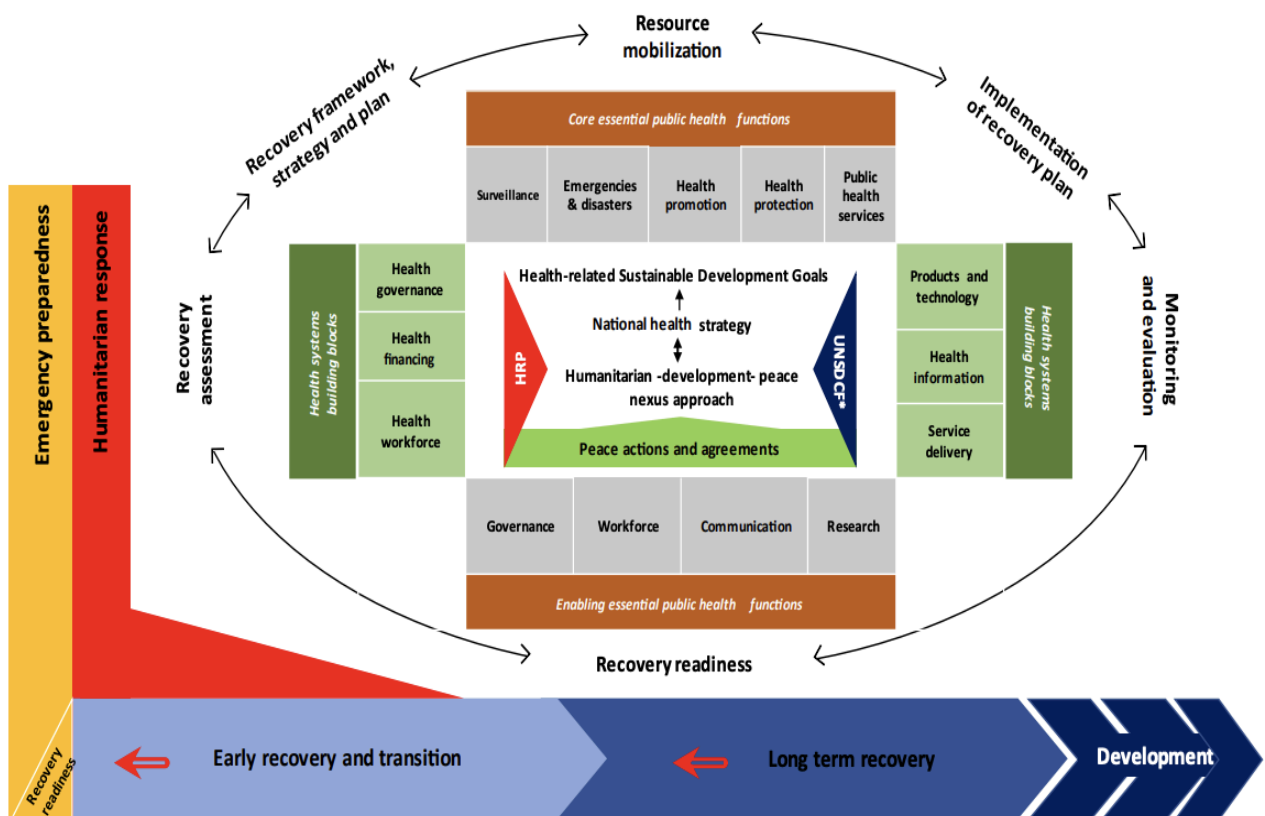 Resource
mobilization
Recovery framework,
strategy and plan
Implementation
of recovery plan
Core essential public health functions
Surveillance
Emergencies
& disasters
Health
promotion
Health
protection
Public
health
services
Emergency preparedness
Humanitarian response
Recovery
assessment
Health systems
building blocks
Health
governance
Health
financing
Health
workforce
HRP
Health-related Sustainable Development Goals
National health strategy
Humanitarian -development- peace
nexus approach
Peace actions and agreements
UNSDCF*
Products and
technology
Health
information
Service
delivery
Health systems
building blocks
Monitoring
and evaluation
Governance
Workforce
Communication
Research
Enabling essential public health functions
Recovery readiness
Recovery
readiness
Early recovery and transition
Long term recovery
Development